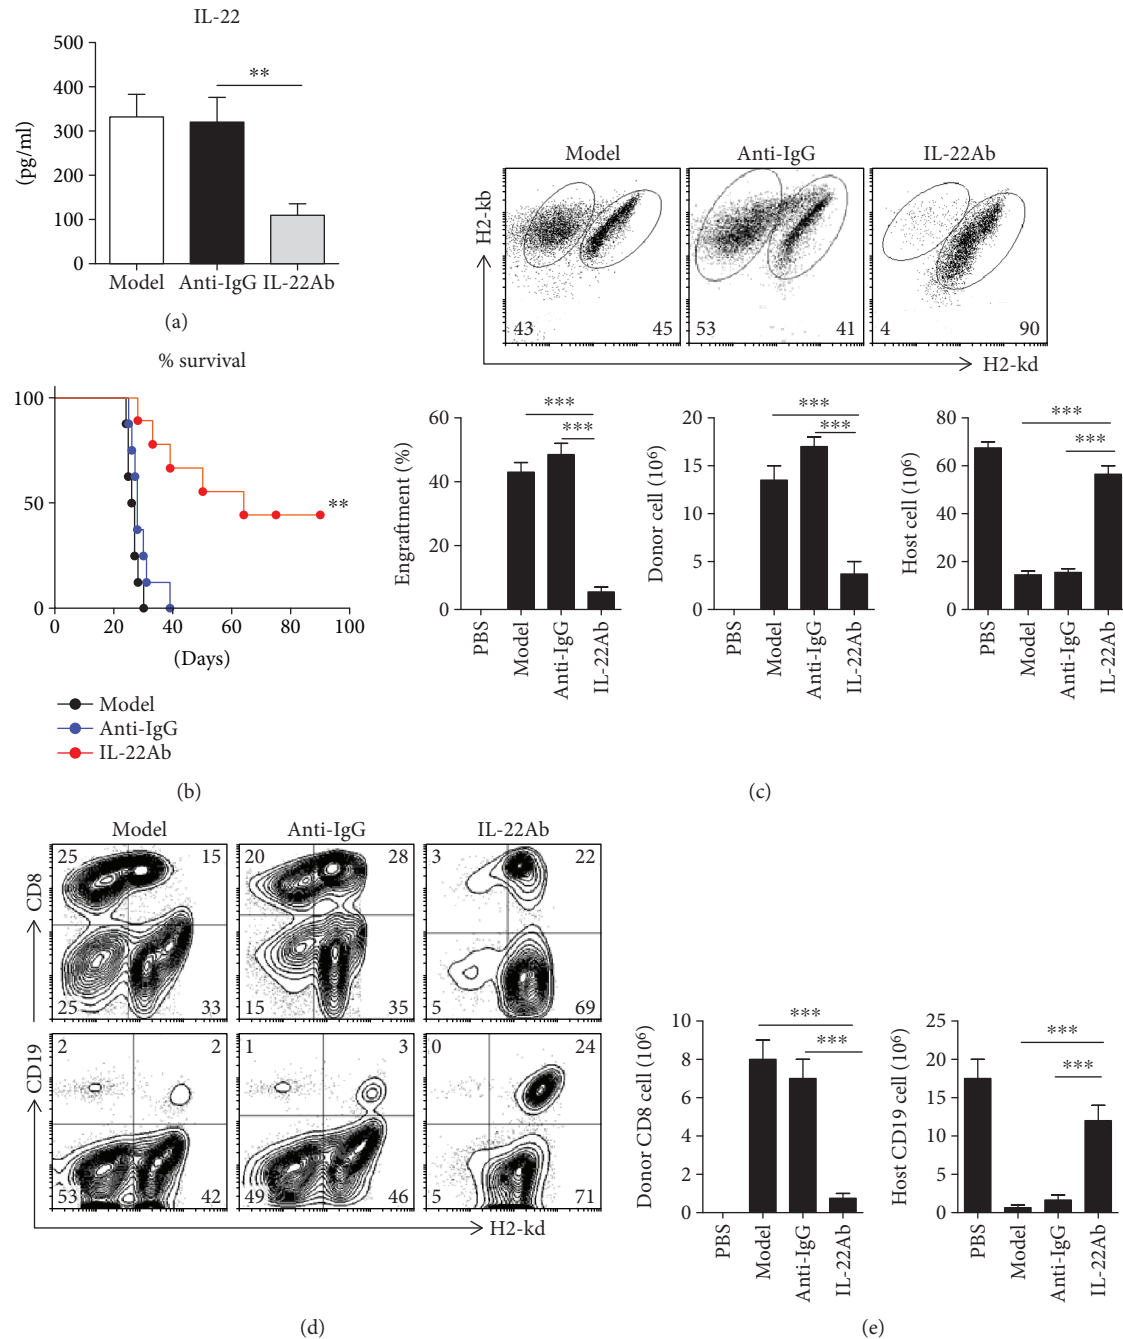 IL-22
500
400
300
200
100
0
(pg/ml)
**
Model Anti-IgG IL-22Ab
(a)
% survival
100
50
0
0 20 40 60 80 100
(Days)
**
Model
Anti-IgG
IL-22Ab
(b)
Model Anti-IgG IL-22Ab
H2-kb
43 45 53 41 4 90
H2-kd
Engraftment (%)
60
40
20
0
***
***
PBS
Model
Anti-IgG
IL-22Ab
Donor cell (10⁶)
20
15
10
5
0
***
***
PBS
Model
Anti-IgG
IL-22Ab
Host cell (10⁶)
80
60
40
20
0
***
***
PBS
Model
Anti-IgG
IL-22Ab
(c)
Model Anti-IgG IL-22Ab
CD8
25 15 20 28 3 22
25 33 15 35 5 69
CD19
2 2 1 3 0 24
53 42 49 46 5 71
H2-kd
(d)
Donor CD8 cell (10⁶)
10
8
6
4
2
0
***
***
PBS
Model
Anti-IgG
IL-22Ab
Host CD19 cell (10⁶)
25
20
15
10
5
0
***
***
PBS
Model
Anti-IgG
IL-22Ab
(e)